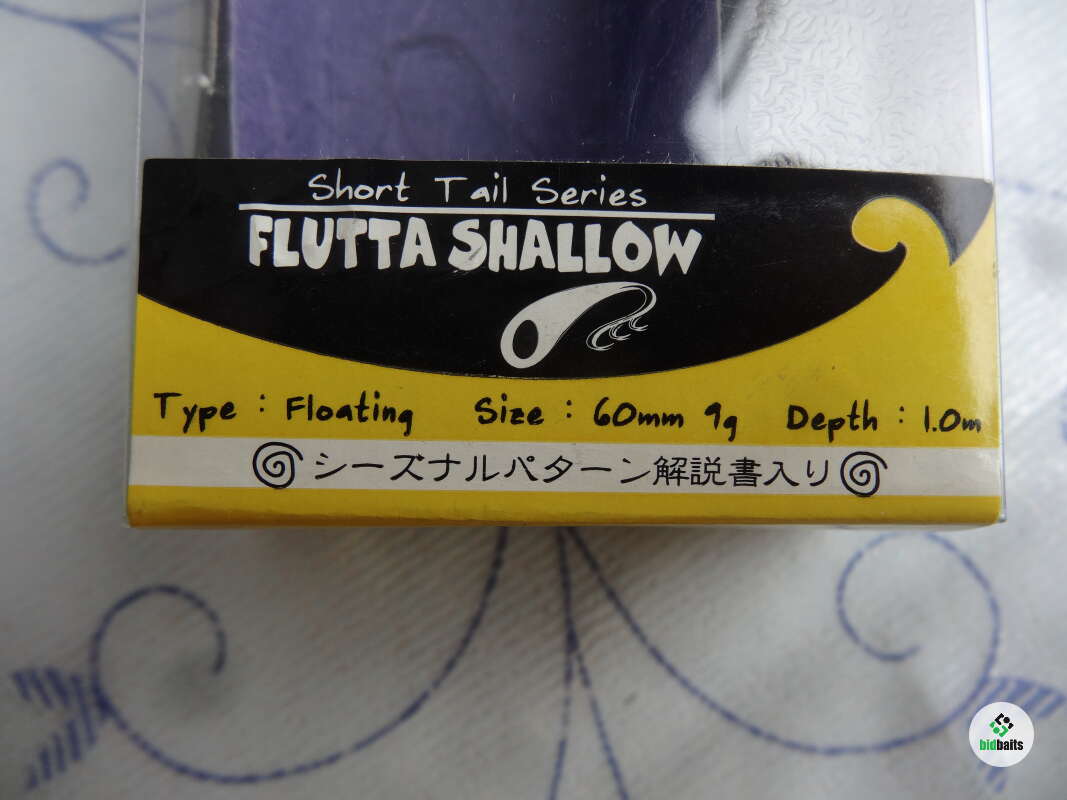 Short Tail Series
FLUTTA SHALLOW
Type : Floating Size : 60mm 9g Depth : 1.0m
シーズナルパターン解説書入り
bidbaits